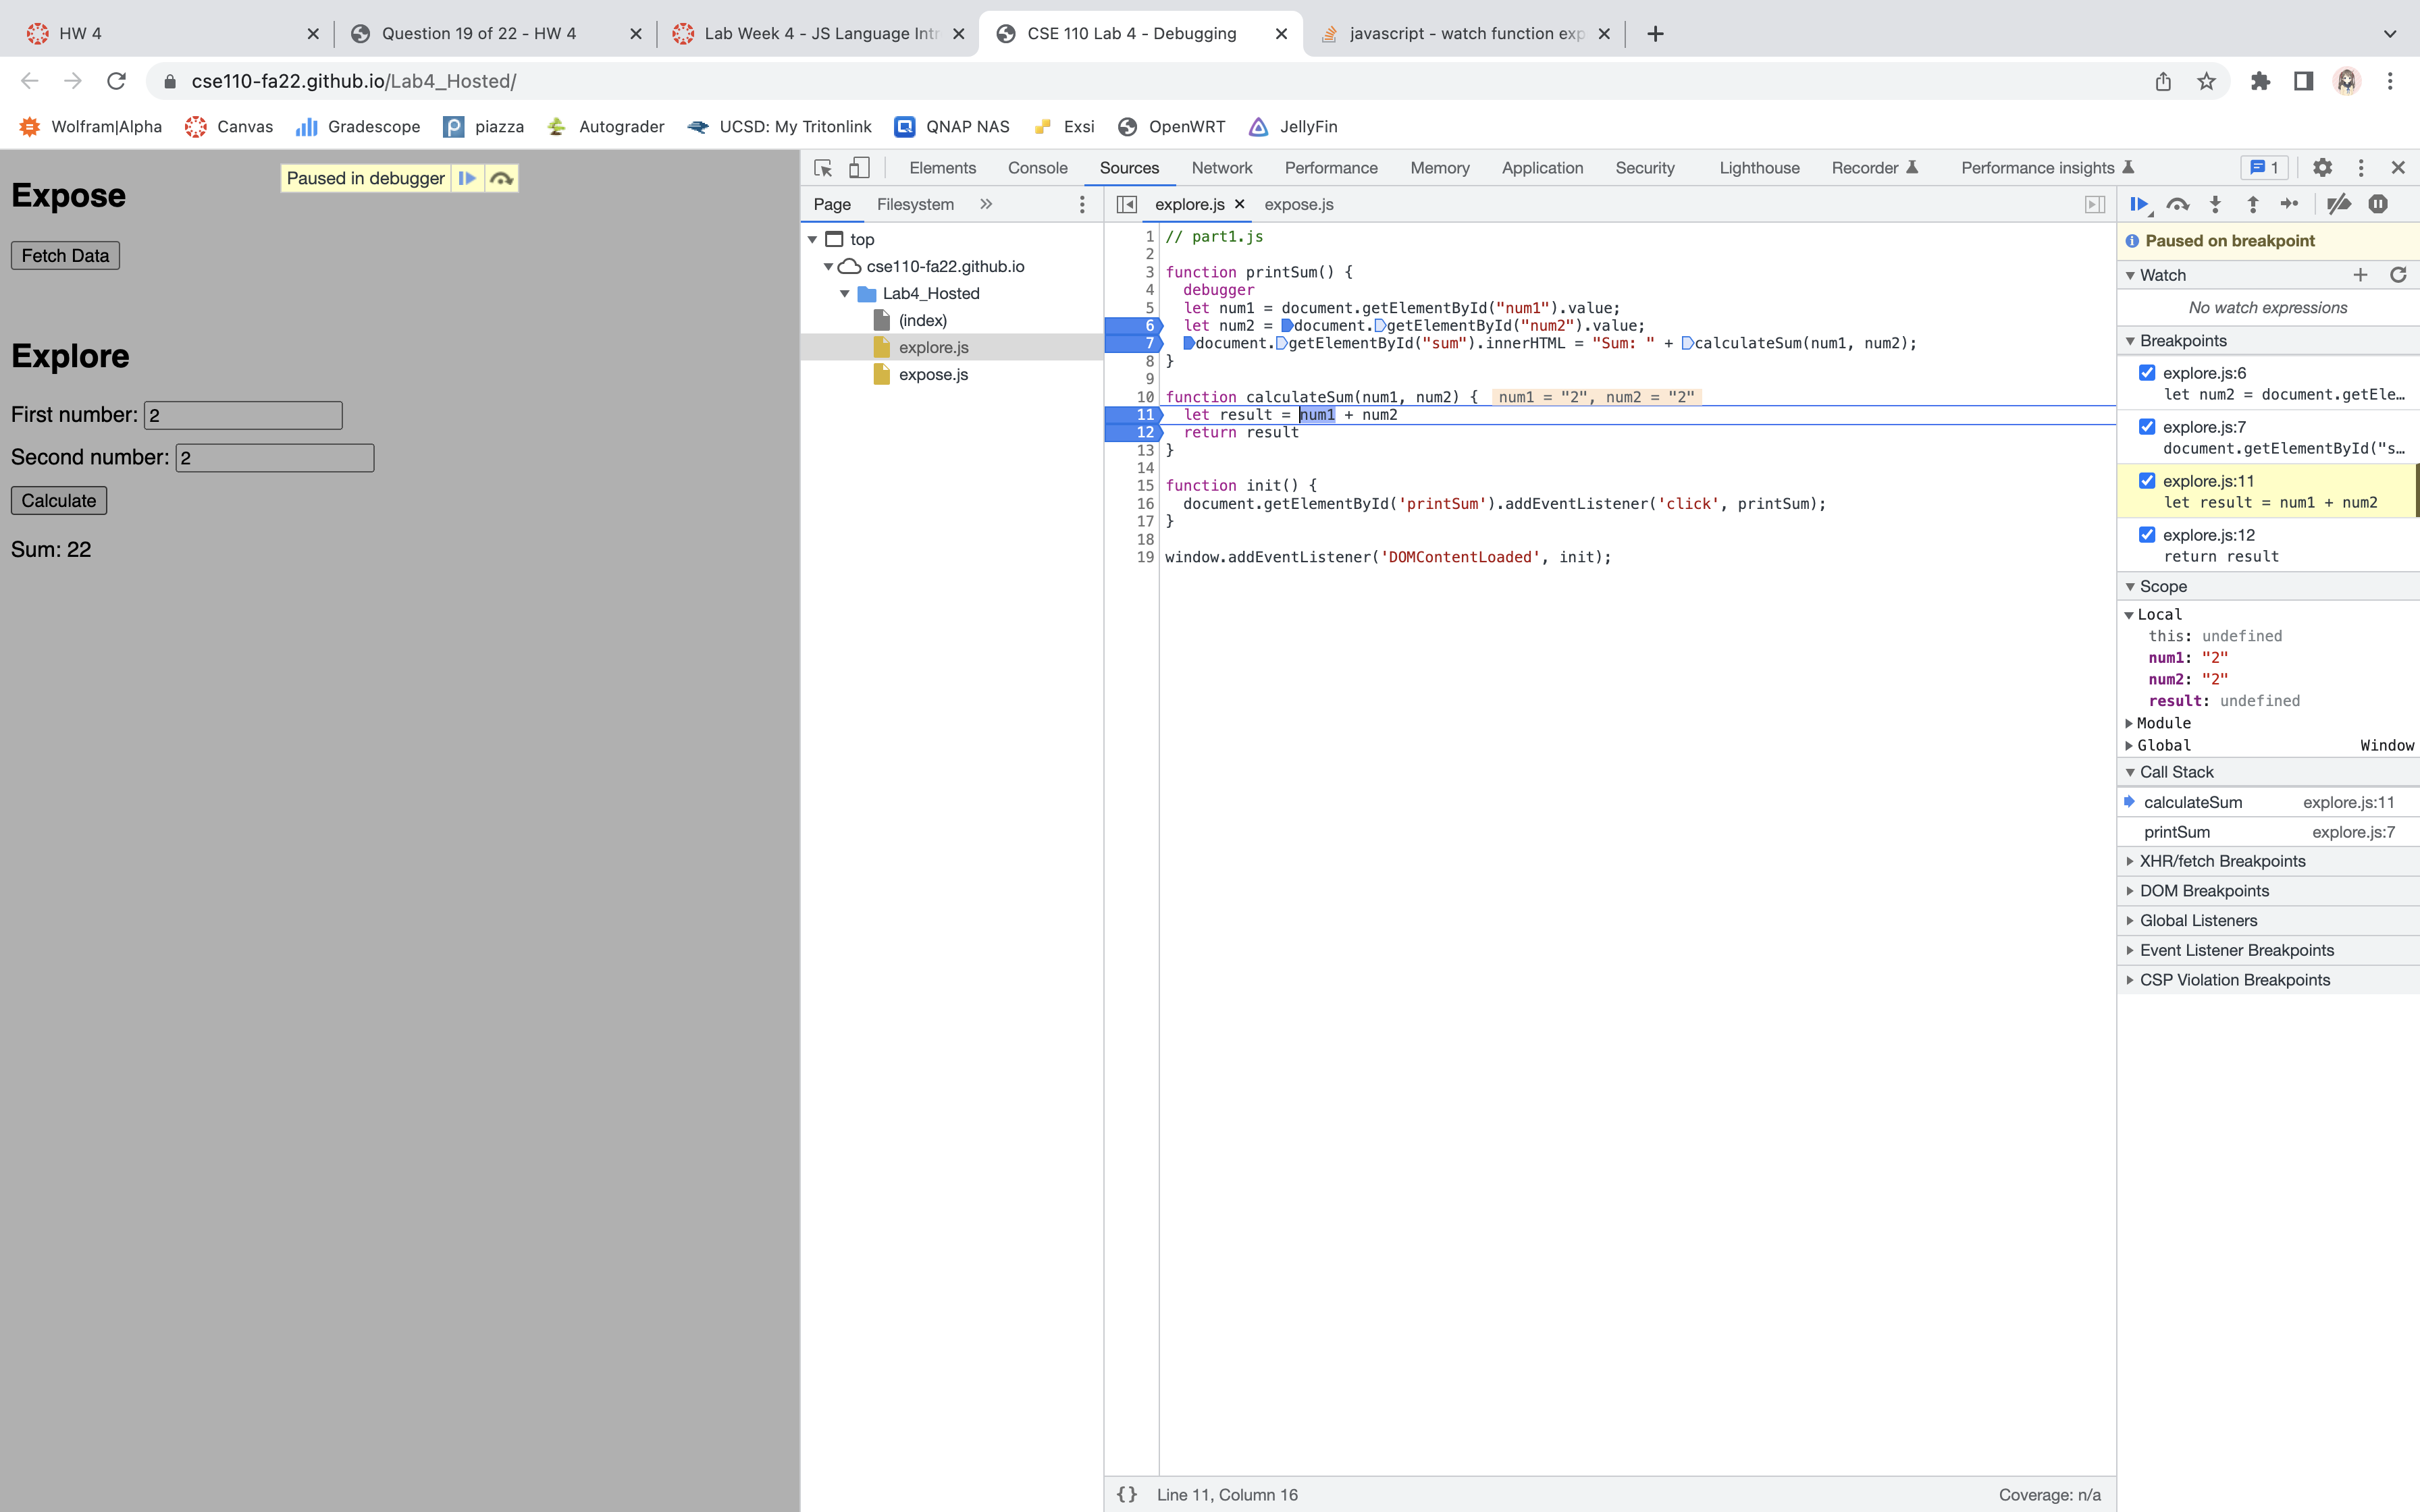 HW 4
Question 19 of 22 - HW 4
Lab Week 4 - JS Language Intr
CSE 110 Lab 4 - Debugging
javascript - watch function exp
cse110-fa22.github.io/Lab4_Hosted/
Wolfram|Alpha
Canvas
Gradescope
piazza
Autograder
UCSD: My Tritonlink
QNAP NAS
Exsi
OpenWRT
JellyFin
Expose
Paused in debugger
Fetch Data
Explore
First number: 2
Second number: 2
Calculate
Sum: 22
Elements
Console
Sources
Network
Performance
Memory
Application
Security
Lighthouse
Recorder
Performance insights
1
Page
Filesystem
top
cse110-fa22.github.io
Lab4_Hosted
(index)
explore.js
expose.js
explore.js
expose.js
1 // part1.js
2
3 function printSum() {
4 debugger
5 let num1 = document.getElementById("num1").value;
6 let num2 = document.getElementById("num2").value;
7 document.getElementById("sum").innerHTML = "Sum: " + calculateSum(num1, num2);
8 }
9
10 function calculateSum(num1, num2) { num1 = "2", num2 = "2"
11 let result = num1 + num2
12 return result
13 }
14
15 function init() {
16 document.getElementById('printSum').addEventListener('click', printSum);
17 }
18
19 window.addEventListener('DOMContentLoaded', init);
{} Line 11, Column 16
Coverage: n/a
Paused on breakpoint
Watch
No watch expressions
Breakpoints
explore.js:6
let num2 = document.getEle…
explore.js:7
document.getElementById("s…
explore.js:11
let result = num1 + num2
explore.js:12
return result
Scope
Local
this: undefined
num1: "2"
num2: "2"
result: undefined
Module
Global Window
Call Stack
calculateSum explore.js:11
printSum explore.js:7
XHR/fetch Breakpoints
DOM Breakpoints
Global Listeners
Event Listener Breakpoints
CSP Violation Breakpoints